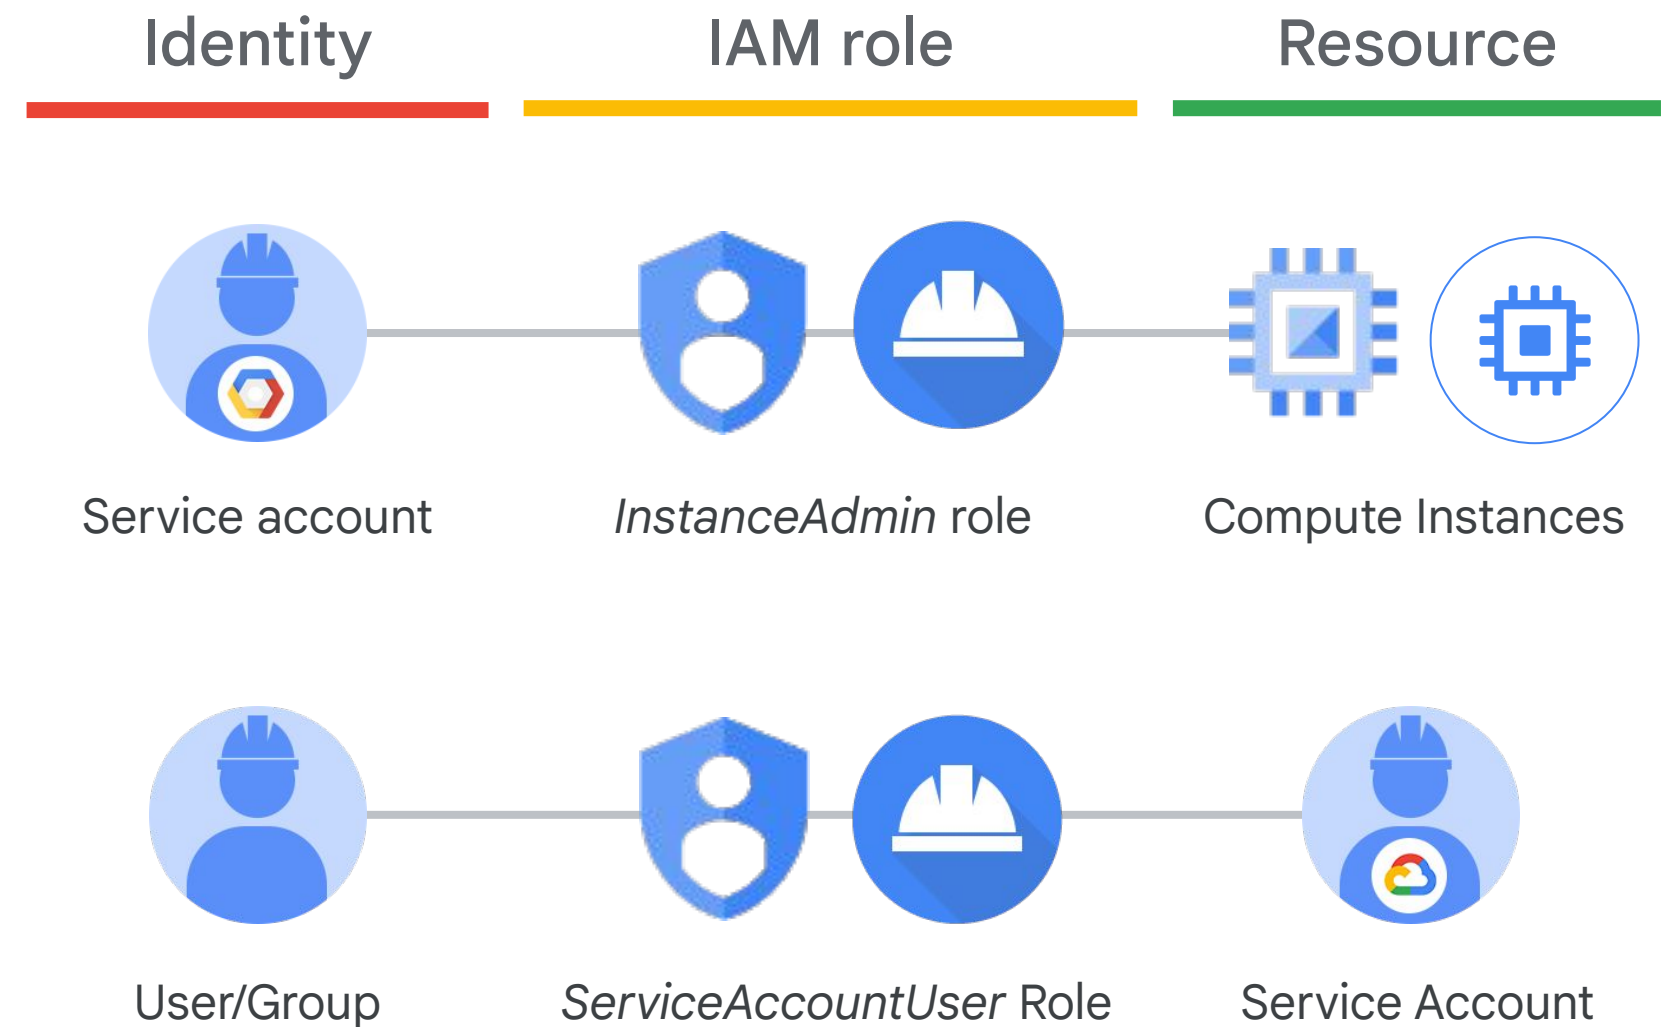 Identity
IAM role
Resource
Service account
InstanceAdmin role
Compute Instances
User/Group
ServiceAccountUser Role
Service Account